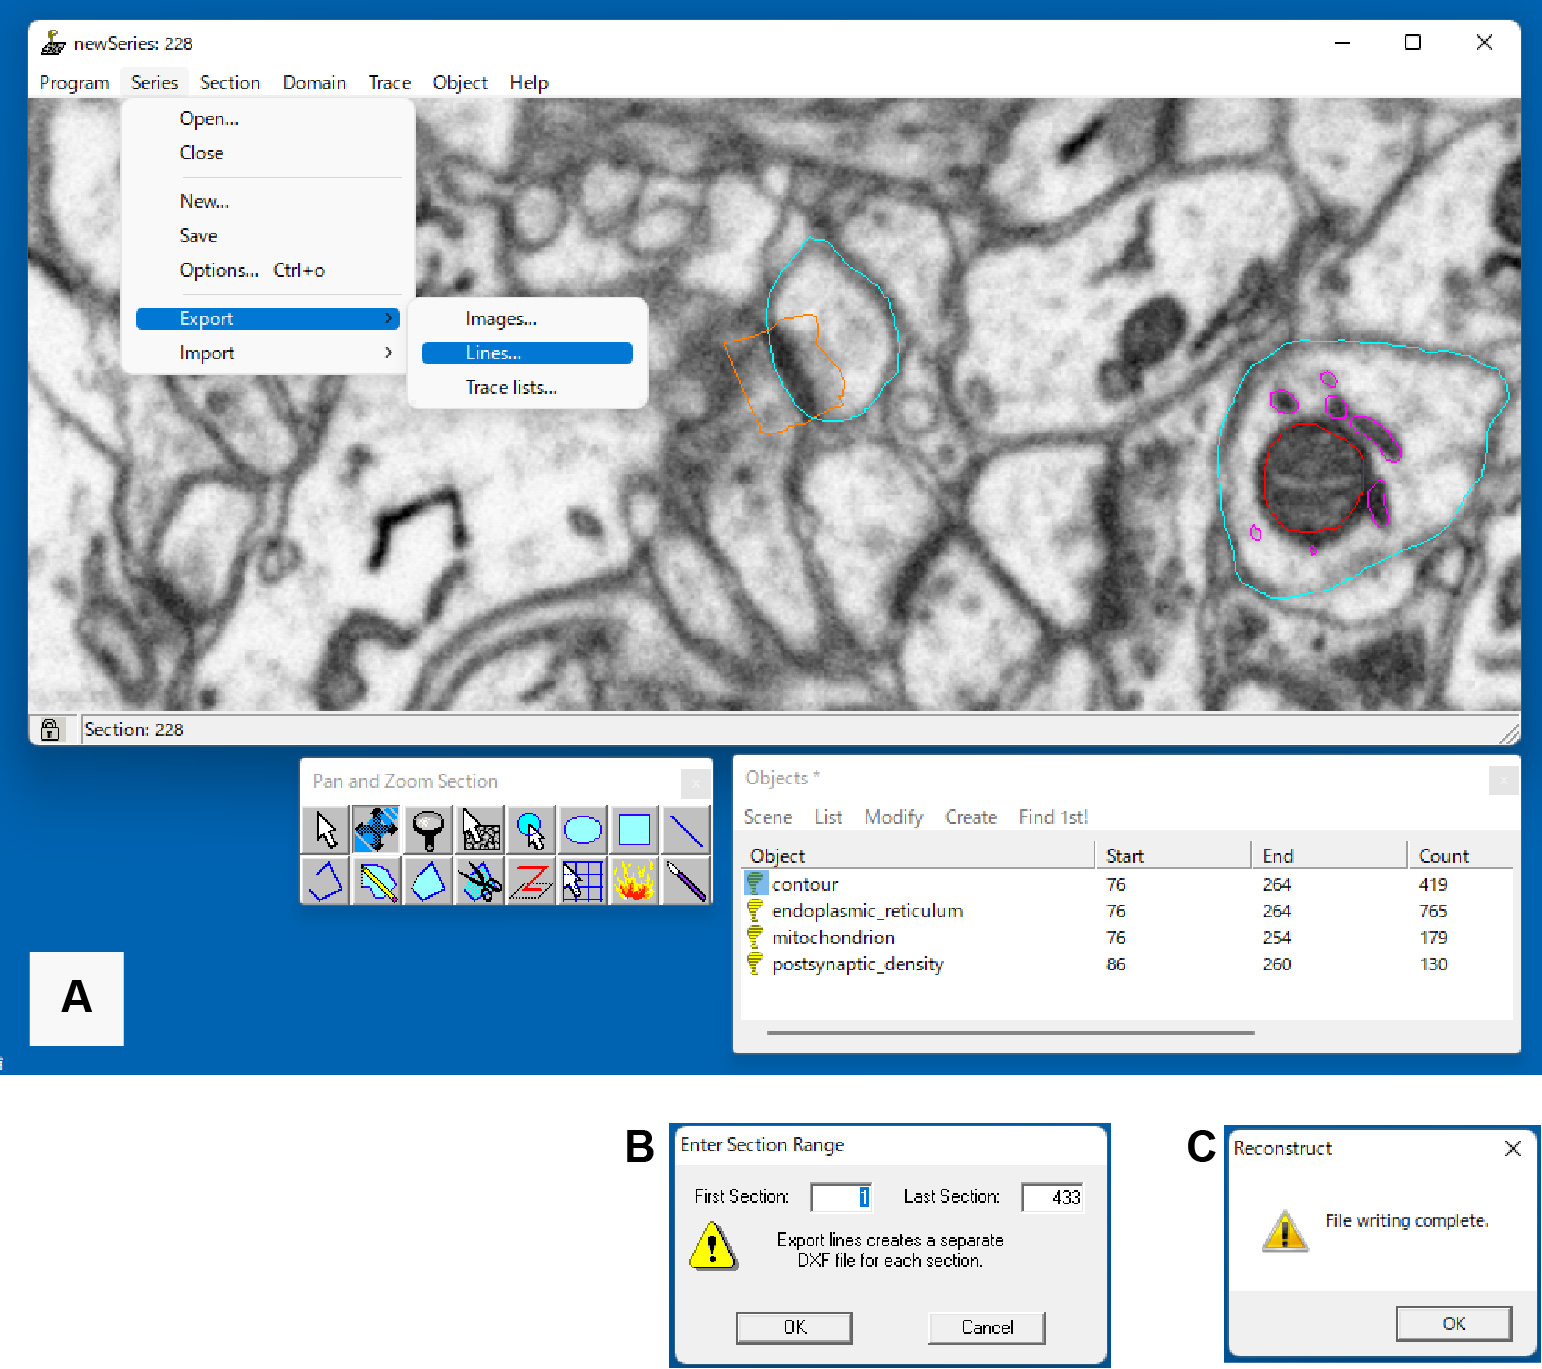 newSeries: 228
Program Series Section Domain Trace Object Help
Open...
Close
New...
Save
Options... Ctrl+o
Export
Import
Images...
Lines...
Trace lists...
Section: 228
Pan and Zoom Section
Objects *
Scene List Modify Create Find 1st!
Object Start End Count
contour 76 264 419
endoplasmic_reticulum 76 264 765
mitochondrion 76 254 179
postsynaptic_density 86 260 130
A
B
Enter Section Range
First Section: 1 Last Section: 433
Export lines creates a separate
DXF file for each section.
OK Cancel
C
Reconstruct
File writing complete.
OK